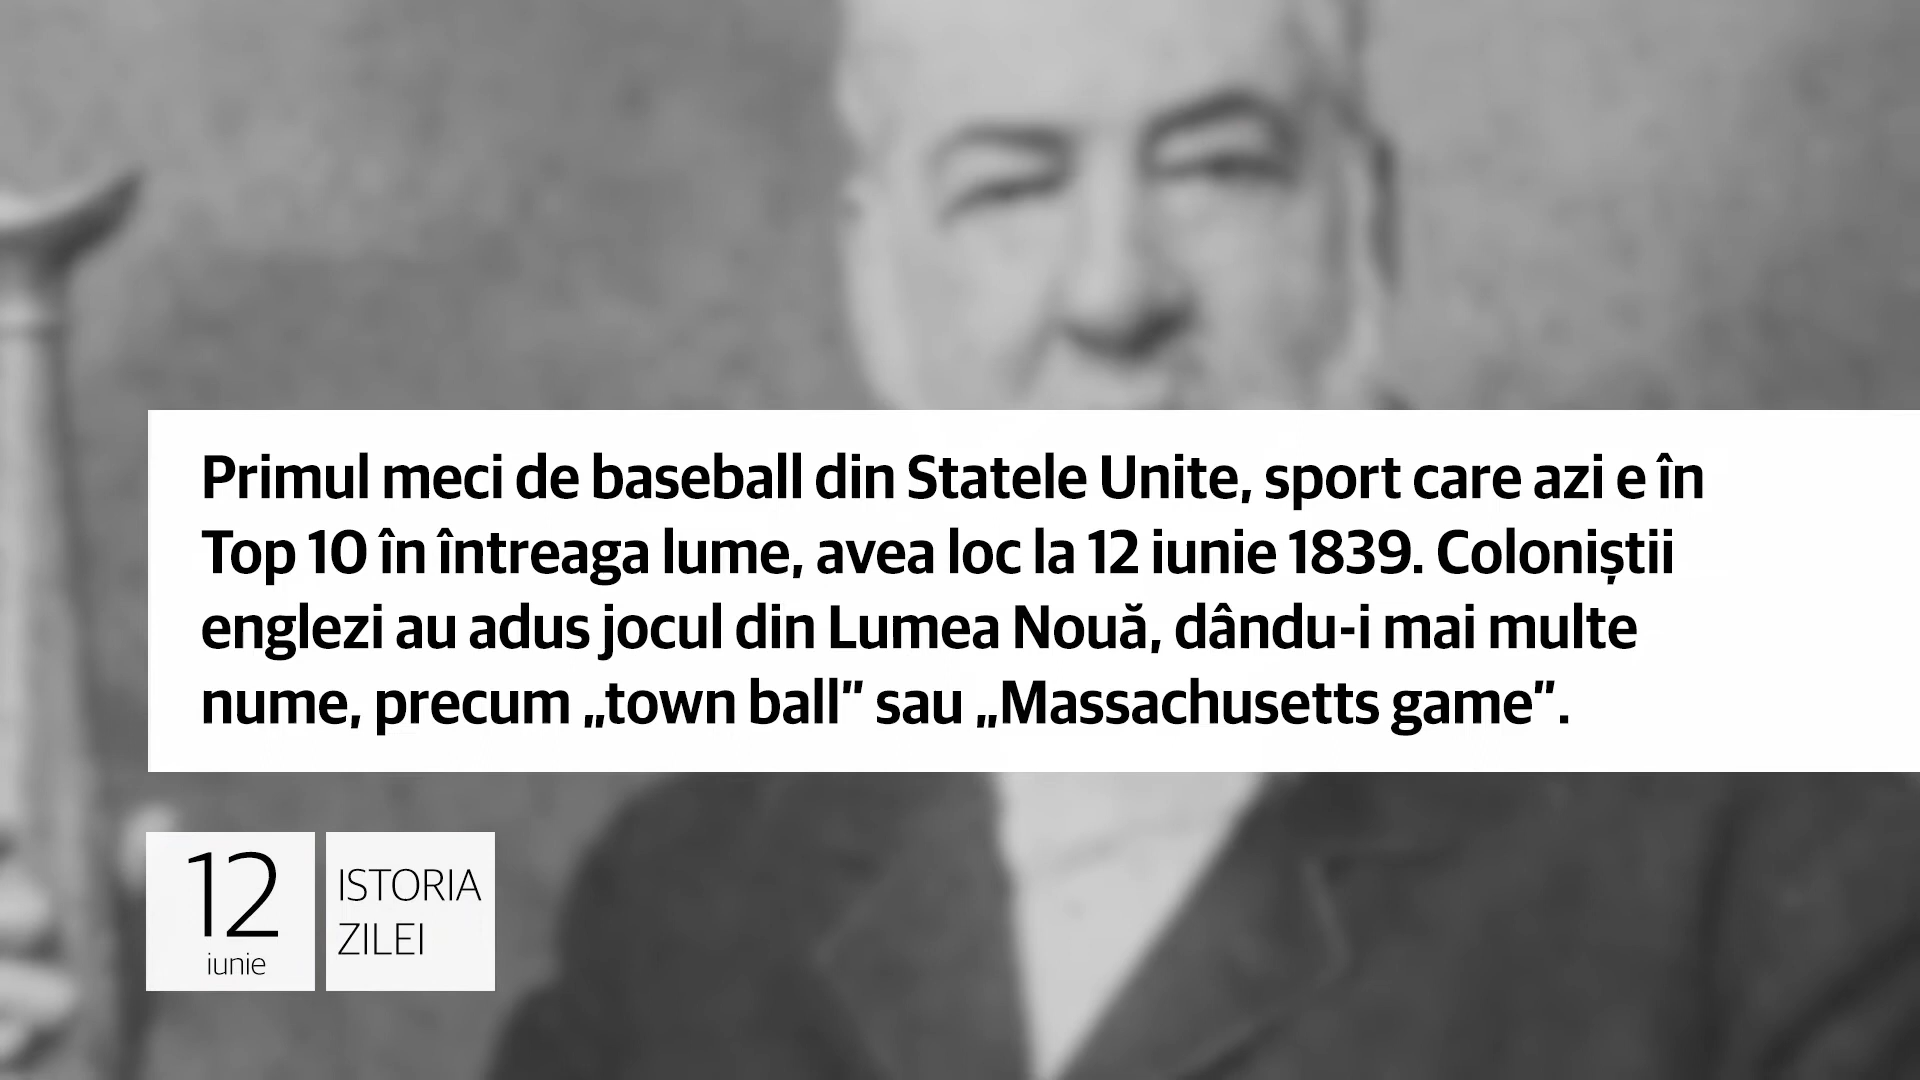 Primul meci de baseball din Statele Unite, sport care azi e în
Top 10 în întreaga lume, avea loc la 12 iunie 1839. Coloniștii
englezi au adus jocul din Lumea Nouă, dându-i mai multe
nume, precum „town ball” sau „Massachusetts game”.
12
iunie
ISTORIA
ZILEI